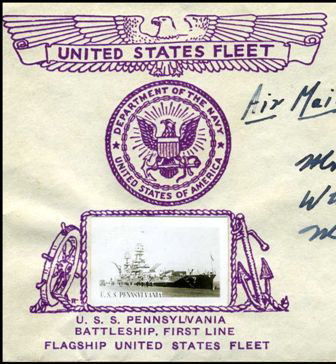 UNITED STATES FLEET
DEPARTMENT OF THE NAVY
UNITED STATES OF AMERICA
Air Mai
U.S.S. PENNSYLVANIA
U. S. S. PENNSYLVANIA
BATTLESHIP, FIRST LINE
FLAGSHIP UNITED STATES FLEET